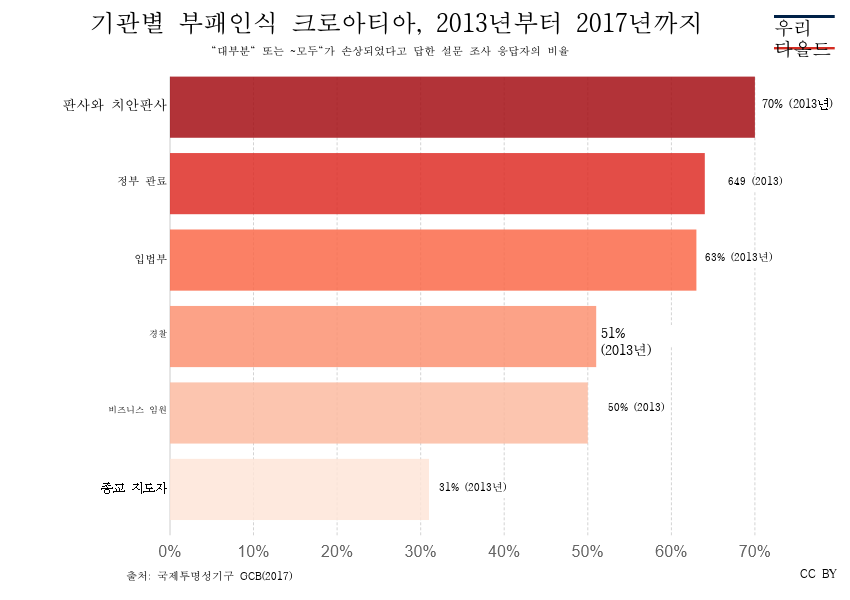 기관별 부패인식 크로아티아, 2013년부터 2017년까지
"대부분" 또는 ~모두"가 손상되었다고 답한 설문 조사 응답자의 비율
우리
다올드
판사와 치안판사
70% (2013년)
정부 관료
649 (2013)
입법부
63% (2013년)
경찰
51%
(2013년)
비즈니스 임원
50% (2013)
종교 지도자
31% (2013년)
0% 10% 20% 30% 40% 50% 60% 70%
출처: 국제투명성기구 GCB(2017)
CC BY